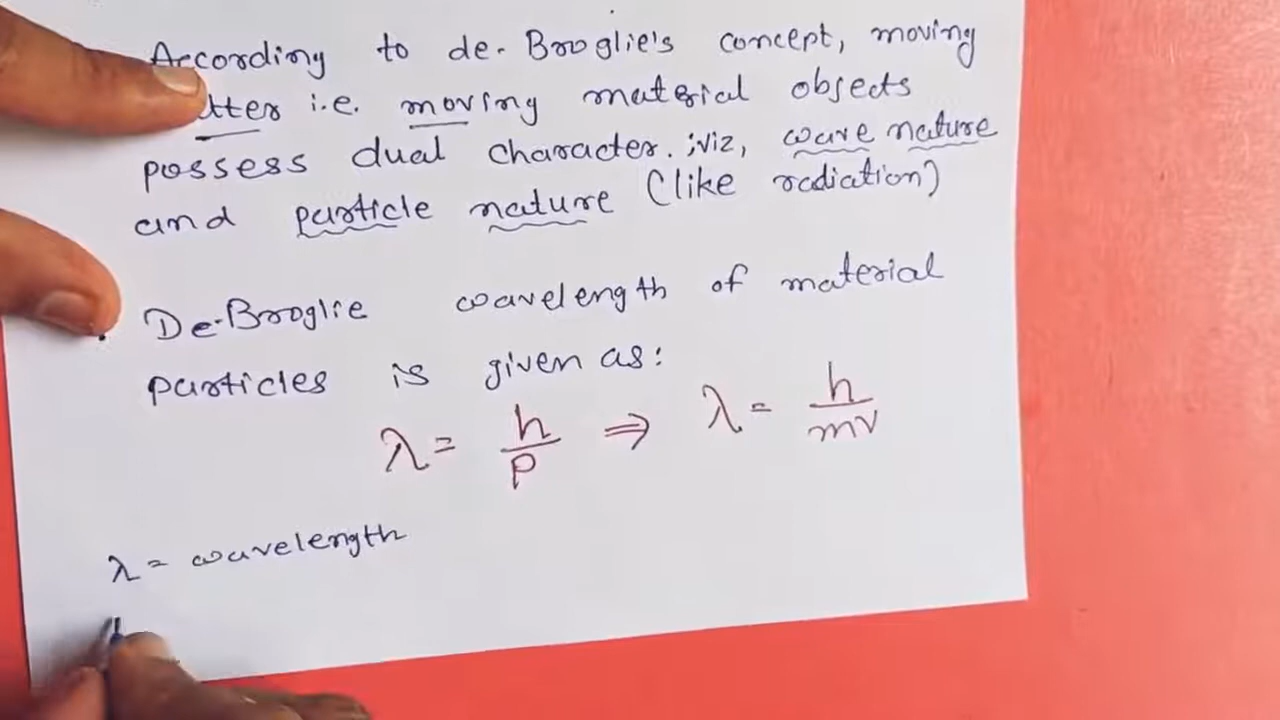 According to de-Broglie's concept, moving
tter i.e. moving material objects
possess dual character. ;viz, wave nature
and particle nature (like radiation)
De-Broglie wavelength of material
particles is given as:
λ = h/p ⇒ λ = h/mv
λ = wavelength